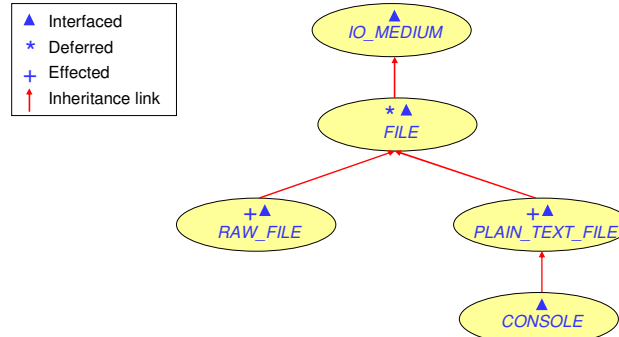 ▲ Interfaced
* Deferred
+ Effected
Inheritance link
▲
IO_MEDIUM
* ▲
FILE
+ ▲
RAW_FILE
+ ▲
PLAIN_TEXT_FILE
▲
CONSOLE